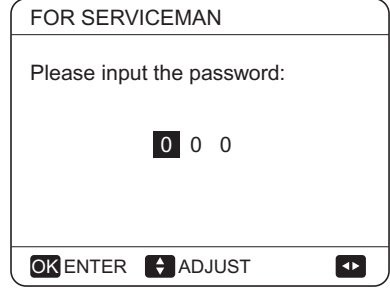 FOR SERVICEMAN
Please input the password:
0 0 0
OK ENTER ADJUST